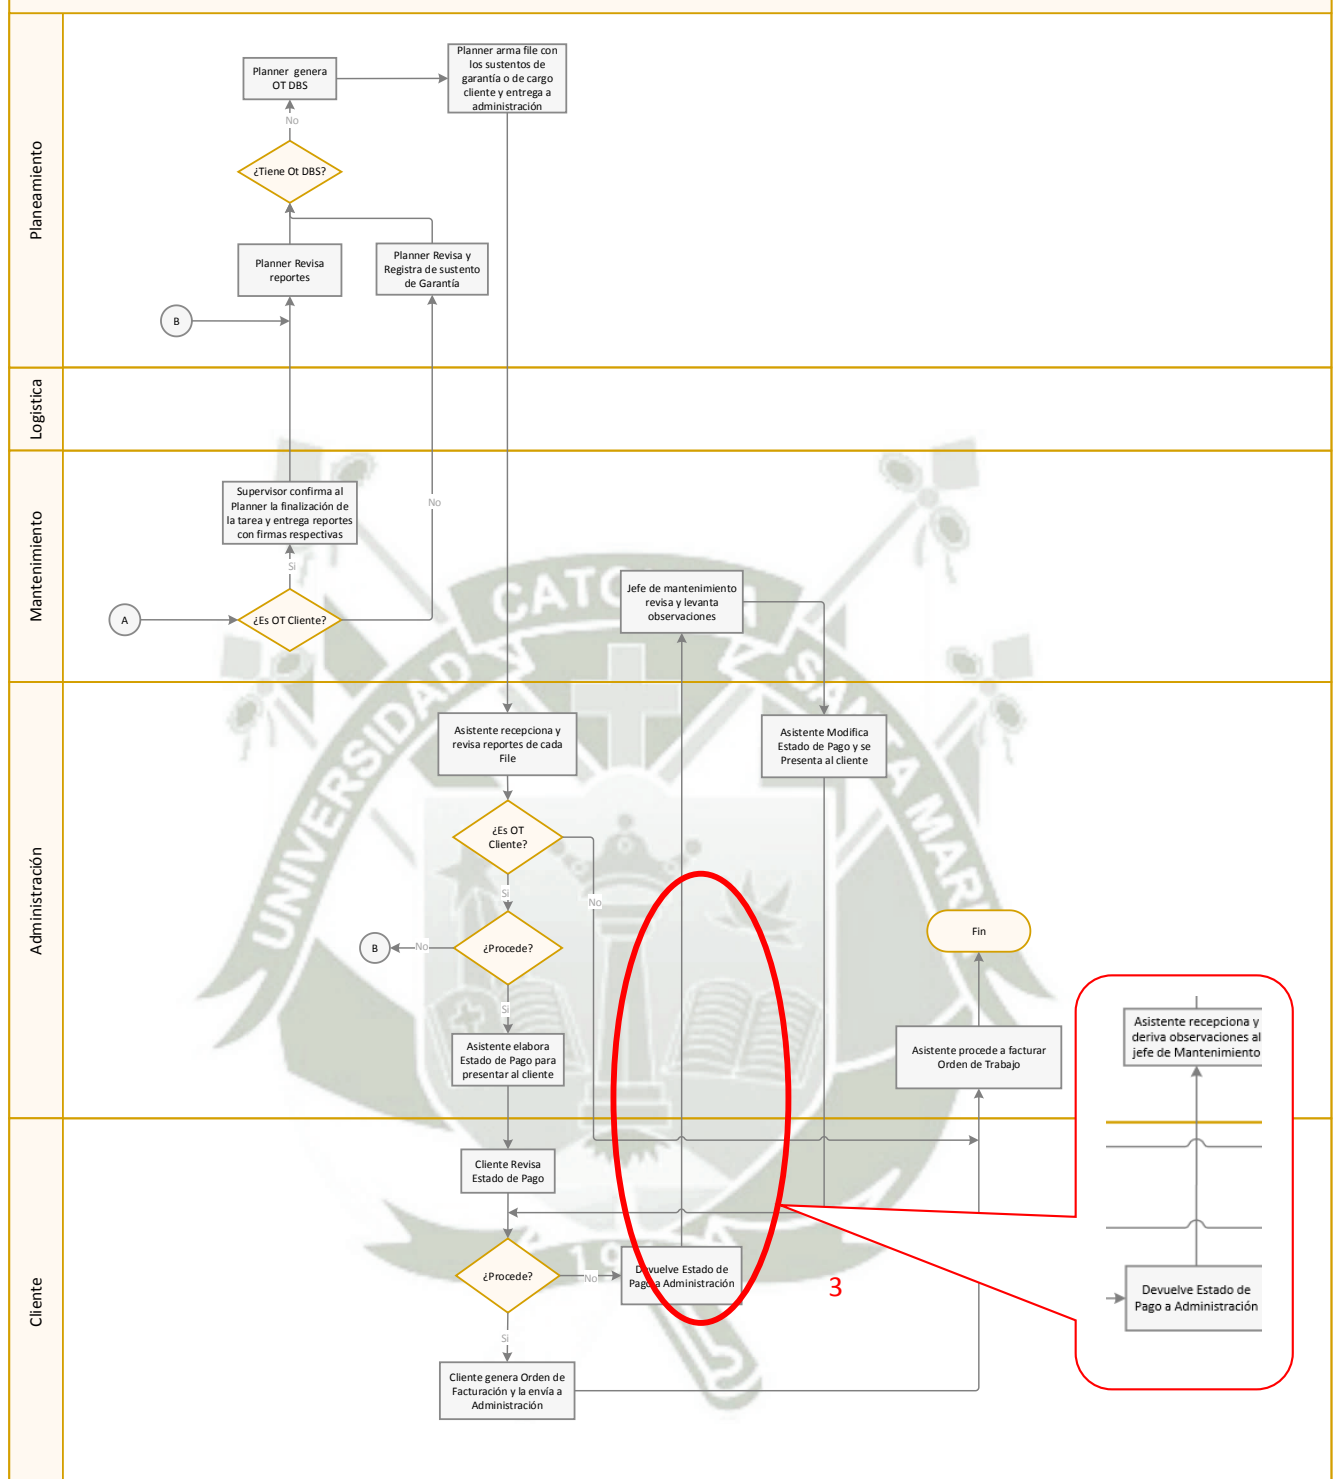 Planeamiento
Planner genera
OT DBS
Planner arma file con
los sustentos de
garantía o de cargo
cliente y entrega a
administración
No
¿Tiene Ot DBS?
Planner Revisa
reportes
Planner Revisa y
Registra de sustento
de Garantía
B
Logistica
Mantenimiento
Supervisor confirma al
Planner la finalización de
la tarea y entrega reportes
con firmas respectivas
No
Si
A
¿Es OT Cliente?
Jefe de mantenimiento
revisa y levanta
observaciones
Administración
Asistente recepciona y
revisa reportes de cada
File
Asistente Modifica
Estado de Pago y se
Presenta al cliente
¿Es OT
Cliente?
Si
No
B
No
¿Procede?
Fin
Si
Asistente elabora
Estado de Pago para
presentar al cliente
Asistente procede a facturar
Orden de Trabajo
Asistente recepciona y
deriva observaciones al
jefe de Mantenimiento
Cliente
Cliente Revisa
Estado de Pago
¿Procede?
No
Devuelve Estado de
Pago a Administración
3
Devuelve Estado de
Pago a Administración
Si
Cliente genera Orden de
Facturación y la envía a
Administración
UNIVERSIDAD
CATO
SANTA MARI